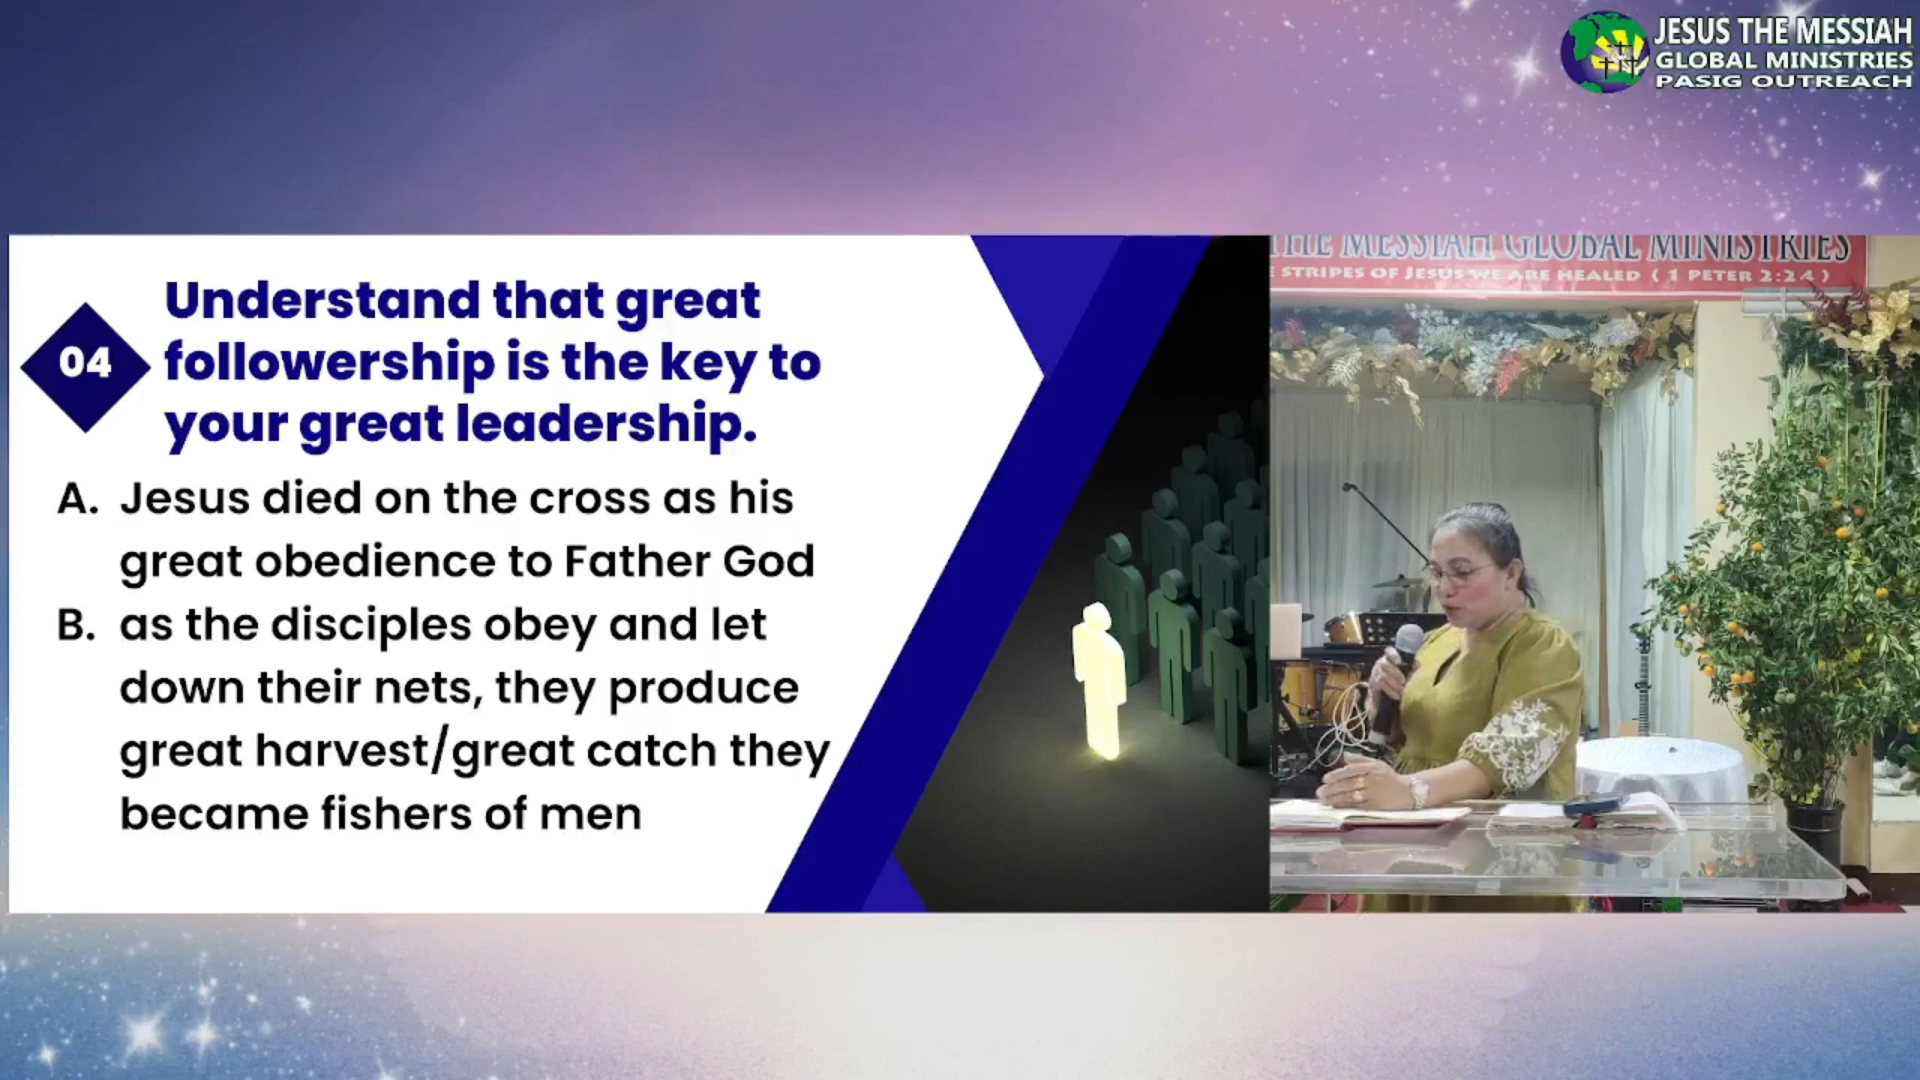 JESUS THE MESSIAH
GLOBAL MINISTRIES
PASIG OUTREACH
04
Understand that great
followership is the key to
your great leadership.
A. Jesus died on the cross as his
great obedience to Father God
B. as the disciples obey and let
down their nets, they produce
great harvest/great catch they
became fishers of men
THE MESSIAH GLOBAL MINISTRIES
STRIPES OF JESUS WE ARE HEALED ( 1 PETER 2:24 )